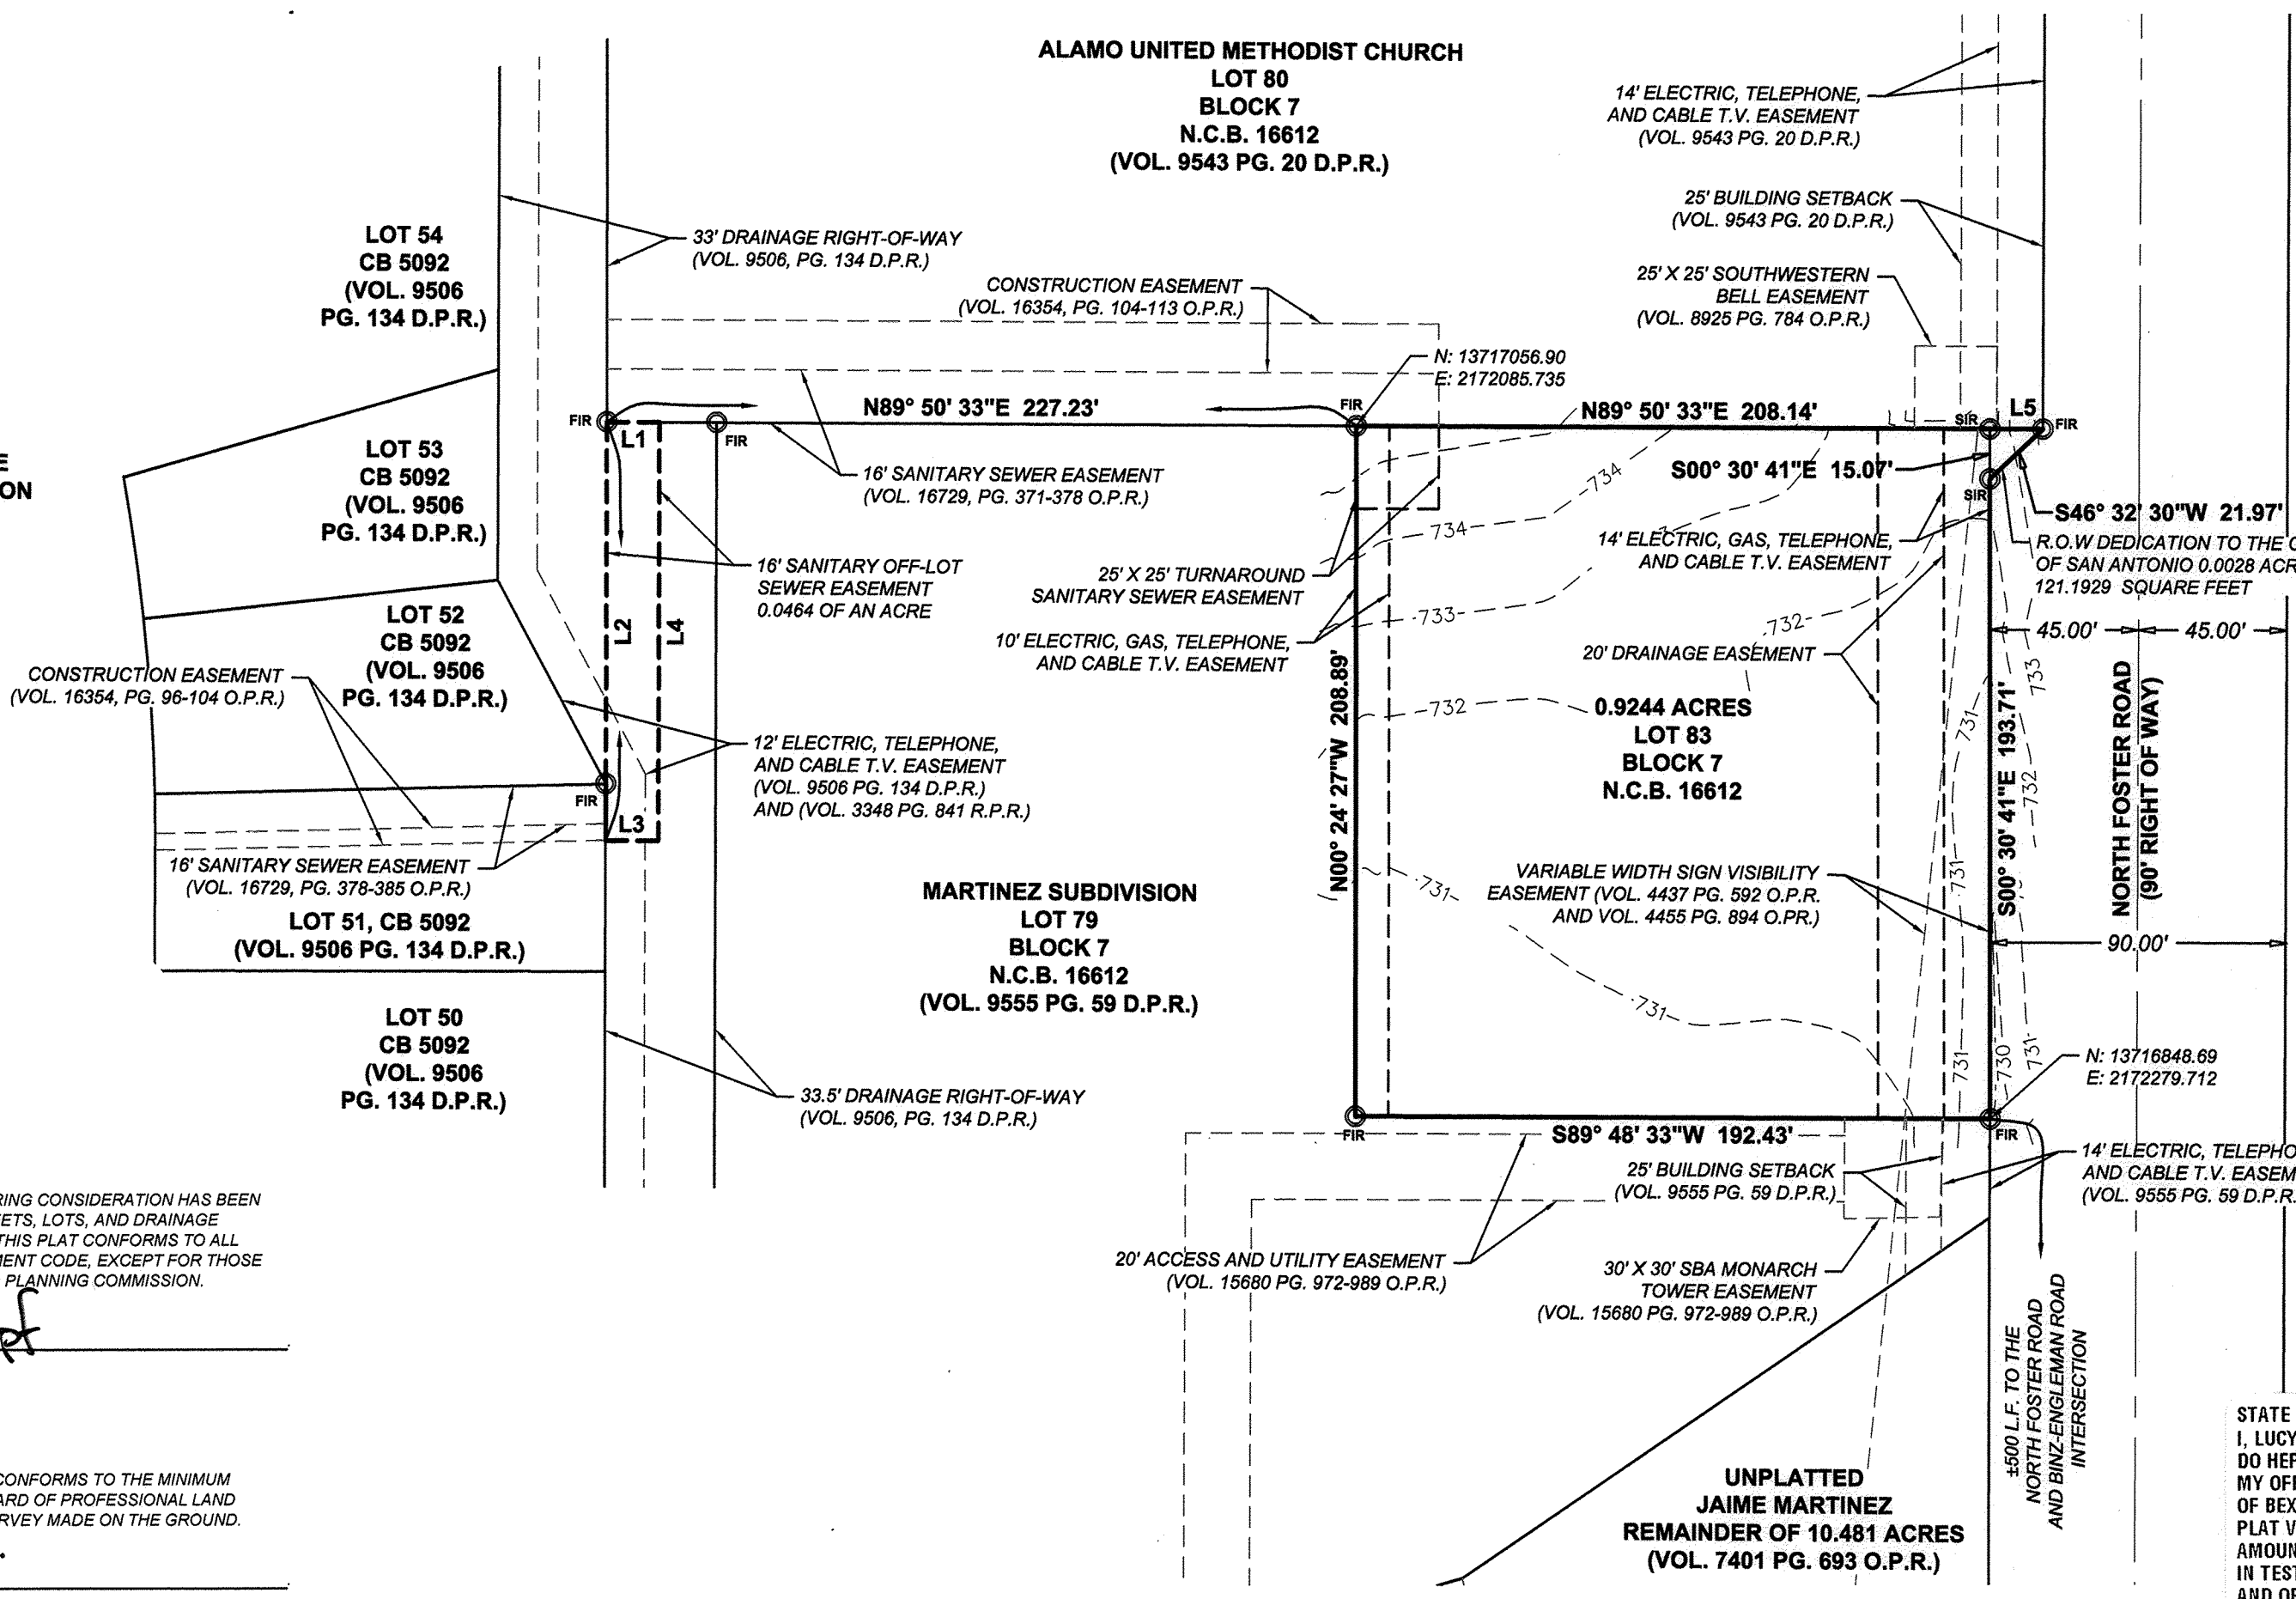 ALAMO UNITED METHODIST CHURCH
LOT 80
BLOCK 7
N.C.B. 16612
(VOL. 9543 PG. 20 D.P.R.)
14' ELECTRIC, TELEPHONE,
AND CABLE T.V. EASEMENT
(VOL. 9543 PG. 20 D.P.R.)
25' BUILDING SETBACK
(VOL. 9543 PG. 20 D.P.R.)
25' X 25' SOUTHWESTERN
BELL EASEMENT
(VOL. 8925 PG. 784 O.P.R.)
LOT 54
CB 5092
(VOL. 9506
PG. 134 D.P.R.)
33' DRAINAGE RIGHT-OF-WAY
(VOL. 9506, PG. 134 D.P.R.)
CONSTRUCTION EASEMENT
(VOL. 16354, PG. 104-113 O.P.R.)
N: 13717056.90
E: 2172085.735
FIR
L1
FIR
N89° 50' 33"E 227.23'
FIR
N89° 50' 33"E 208.14'
SIR
L5
FIR
S00° 30' 41"E 15.07'
SIR
S46° 32' 30"W 21.97'
R.O.W DEDICATION TO THE
OF SAN ANTONIO 0.0028
121.1929 SQUARE FEET
45.00'
45.00'
ON
LOT 53
CB 5092
(VOL. 9506
PG. 134 D.P.R.)
16' SANITARY SEWER EASEMENT
(VOL. 16729, PG. 371-378 O.P.R.)
16' SANITARY OFF-LOT
SEWER EASEMENT
0.0464 OF AN ACRE
25' X 25' TURNAROUND
SANITARY SEWER EASEMENT
10' ELECTRIC, GAS, TELEPHONE,
AND CABLE T.V. EASEMENT
14' ELECTRIC, GAS, TELEPHONE,
AND CABLE T.V. EASEMENT
20' DRAINAGE EASEMENT
734
734
733
732
732
731
731
731
731
731
730
731
732
733
LOT 52
CB 5092
(VOL. 9506
PG. 134 D.P.R.)
L2
L4
L3
FIR
CONSTRUCTION EASEMENT
(VOL. 16354, PG. 96-104 O.P.R.)
12' ELECTRIC, TELEPHONE,
AND CABLE T.V. EASEMENT
(VOL. 9506 PG. 134 D.P.R.)
AND (VOL. 3348 PG. 841 R.P.R.)
16' SANITARY SEWER EASEMENT
(VOL. 16729, PG. 378-385 O.P.R.)
LOT 51, CB 5092
(VOL. 9506 PG. 134 D.P.R.)
N00° 24' 27"W 208.89'
0.9244 ACRES
LOT 83
BLOCK 7
N.C.B. 16612
S00° 30' 41"E 193.71'
NORTH FOSTER ROAD
(90' RIGHT OF WAY)
90.00'
VARIABLE WIDTH SIGN VISIBILITY
EASEMENT (VOL. 4437 PG. 592 O.P.R.
AND VOL. 4455 PG. 894 O.PR.)
MARTINEZ SUBDIVISION
LOT 79
BLOCK 7
N.C.B. 16612
(VOL. 9555 PG. 59 D.P.R.)
LOT 50
CB 5092
(VOL. 9506
PG. 134 D.P.R.)
33.5' DRAINAGE RIGHT-OF-WAY
(VOL. 9506, PG. 134 D.P.R.)
N: 13716848.69
E: 2172279.712
FIR
S89° 48' 33"W 192.43'
FIR
25' BUILDING SETBACK
(VOL. 9555 PG. 59 D.P.R.)
14' ELECTRIC, TELEPHO
AND CABLE T.V. EASEM
(VOL. 9555 PG. 59 D.P.R.
20' ACCESS AND UTILITY EASEMENT
(VOL. 15680 PG. 972-989 O.P.R.)
30' X 30' SBA MONARCH
TOWER EASEMENT
(VOL. 15680 PG. 972-989 O.P.R.)
±500 L.F. TO THE
NORTH FOSTER ROAD
AND BINZ-ENGLEMAN ROAD
INTERSECTION
UNPLATTED
JAIME MARTINEZ
REMAINDER OF 10.481 ACRES
(VOL. 7401 PG. 693 O.P.R.)
RING CONSIDERATION HAS BEEN
ETS, LOTS, AND DRAINAGE
THIS PLAT CONFORMS TO ALL
MENT CODE, EXCEPT FOR THOSE
PLANNING COMMISSION.
CONFORMS TO THE MINIMUM
ARD OF PROFESSIONAL LAND
RVEY MADE ON THE GROUND.
STATE
I, LUCY
DO HER
MY OFF
OF BEX
PLAT V
AMOUN
IN TEST
AND OF